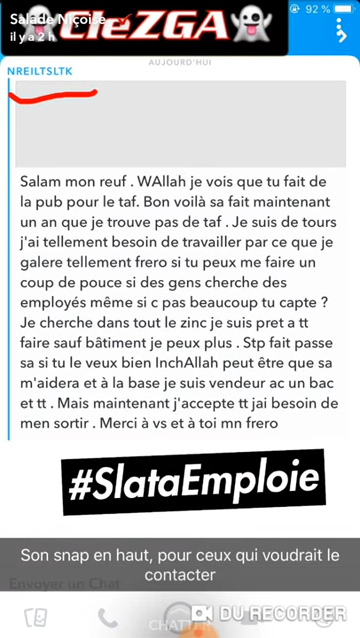 CIeZGA
Salade Niçoise
il y a 2 h
92 %
AUJOURD'HUI
NREILTSLTK
Salam mon reuf . WAllah je vois que tu fait de
la pub pour le taf. Bon voilà sa fait maintenant
un an que je trouve pas de taf . Je suis de tours
j'ai tellement besoin de travailler par ce que je
galere tellement frero si tu peux me faire un
coup de pouce si des gens cherche des
employés même si c pas beaucoup tu capte ?
Je cherche dans tout le zinc je suis pret a tt
faire sauf bâtiment je peux plus . Stp fait passe
sa si tu le veux bien InchAllah peut être que sa
m'aidera et à la base je suis vendeur ac un bac
et tt . Mais maintenant j'accepte tt jai besoin de
men sortir . Merci à vs et à toi mn frero
#SlataEmploie
Son snap en haut, pour ceux qui voudrait le
contacter
Envoyer un Chat
CHAT
DU RECORDER